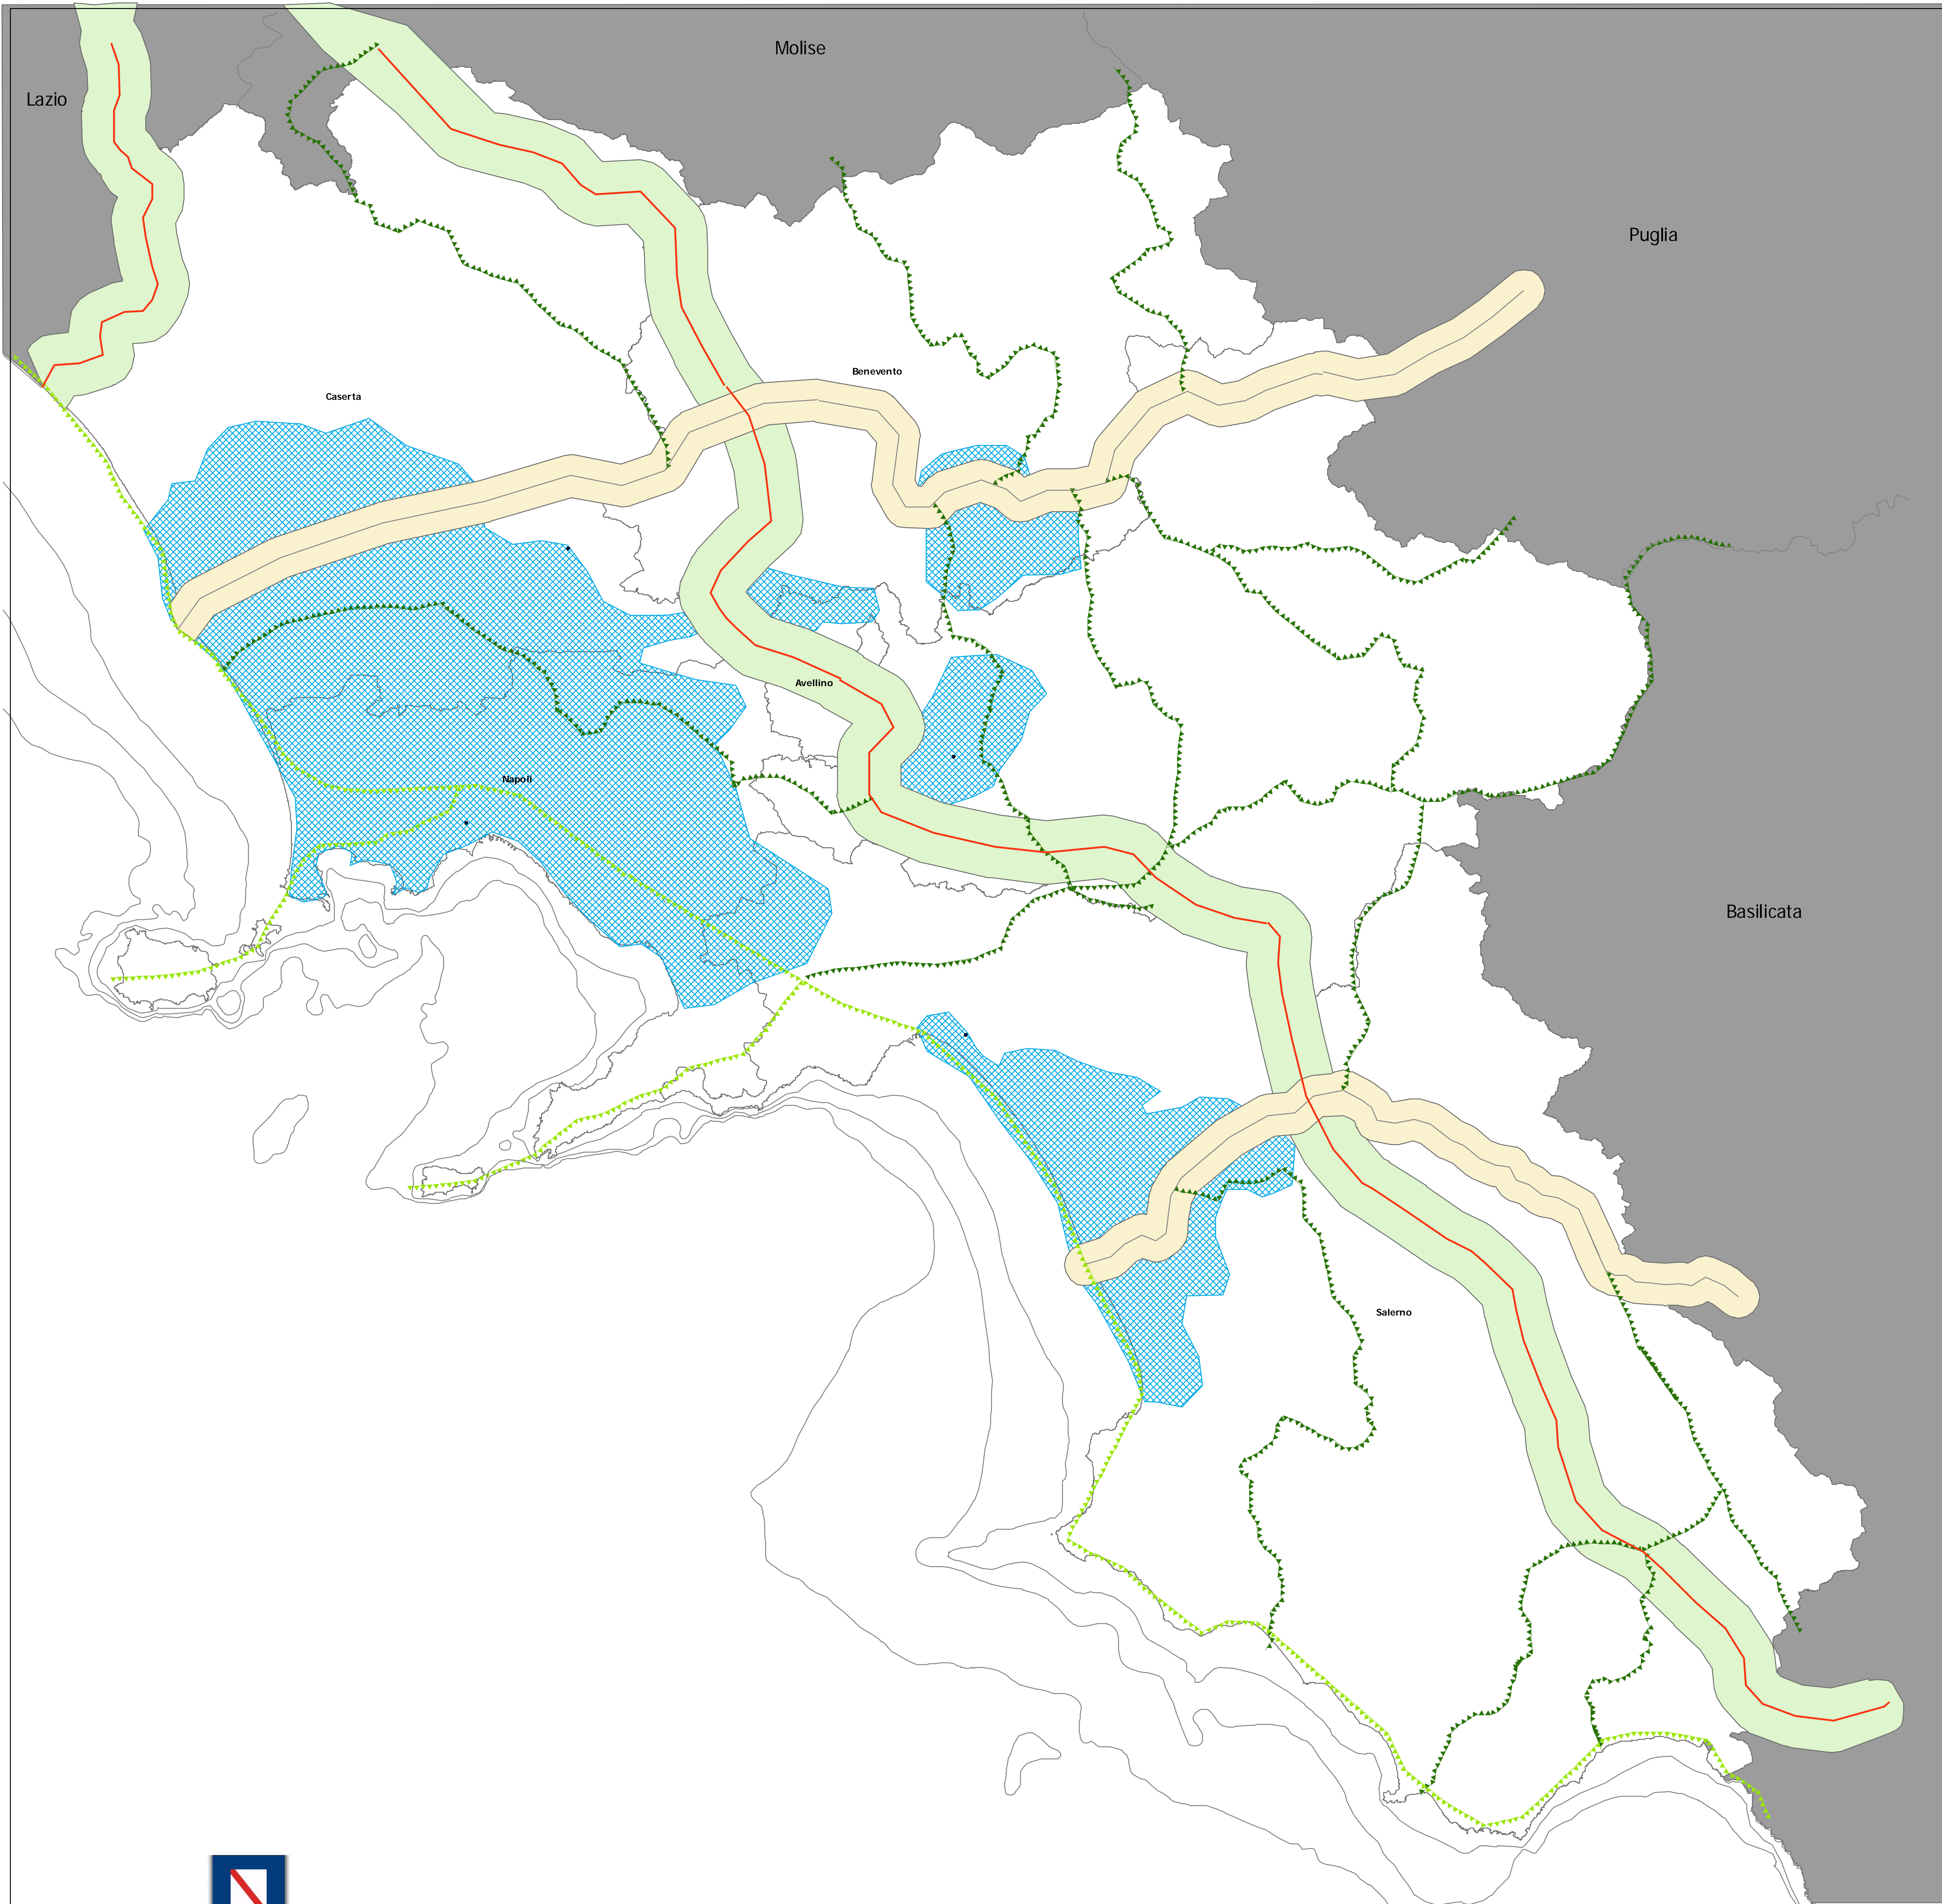 Molise
Lazio
Puglia
Benevento
Caserta
Avellino
Napoli
Basilicata
Salerno